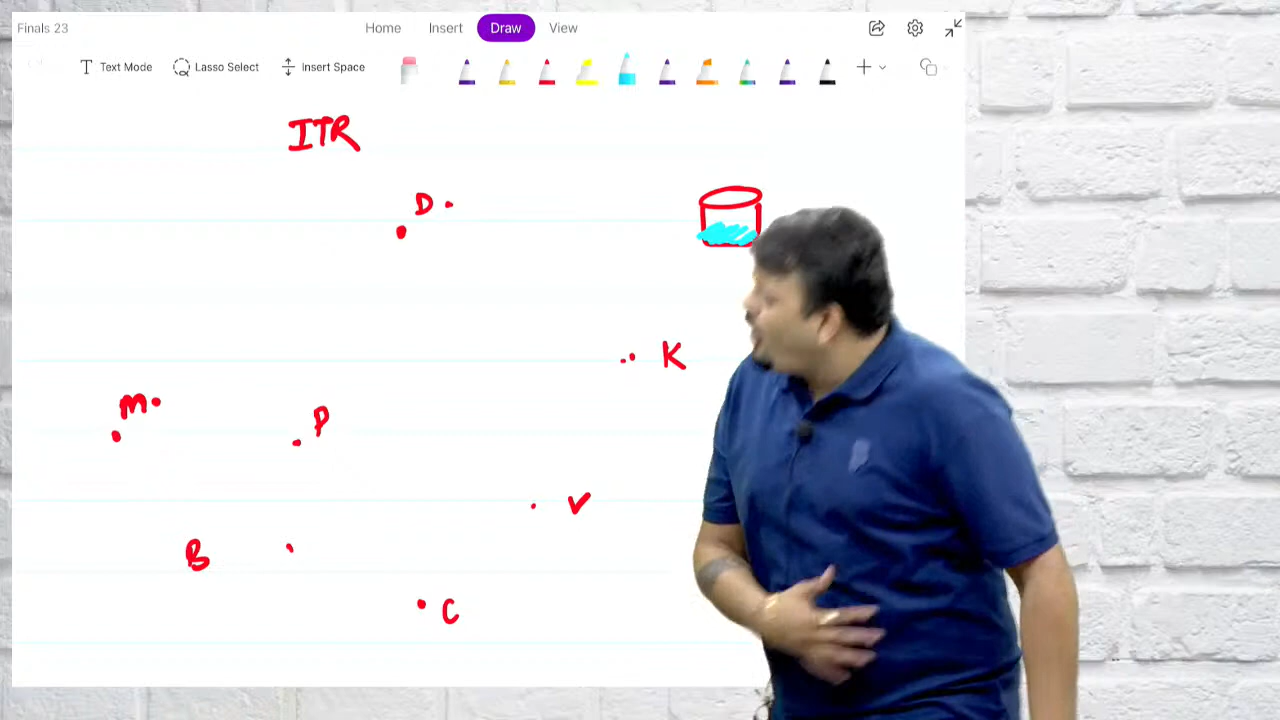 Finals 23
Home Insert Draw View
Text Mode Lasso Select Insert Space
ITR
D
K
M
P
V
B
C